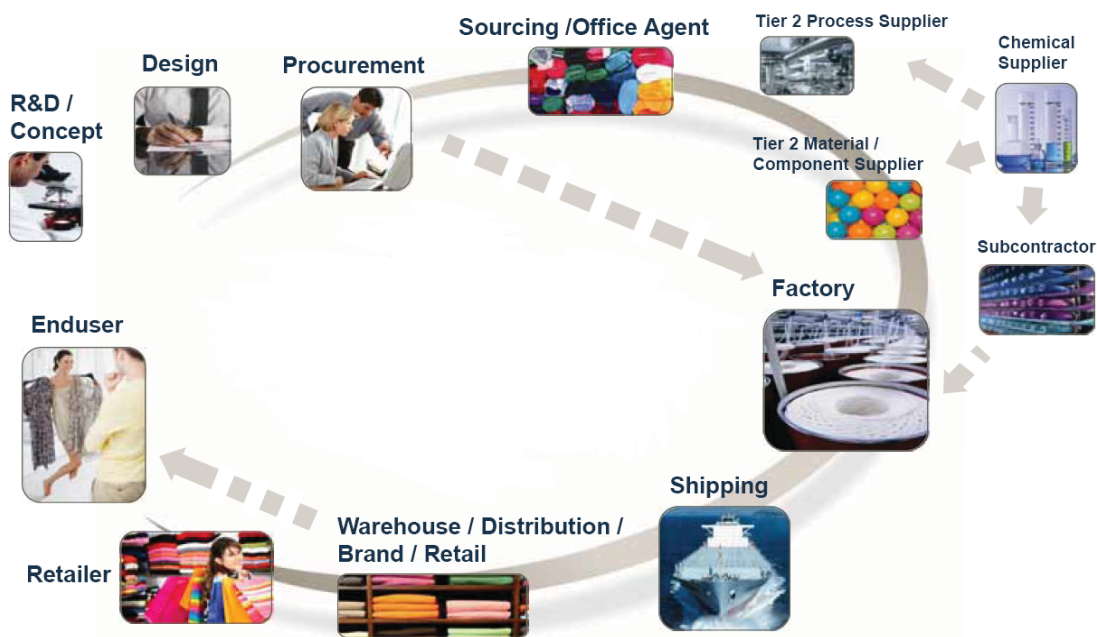 R&D /
Concept
Design
Procurement
Sourcing /Office Agent
Tier 2 Process Supplier
Chemical
Supplier
Tier 2 Material /
Component Supplier
Subcontractor
Factory
Shipping
Warehouse / Distribution /
Brand / Retail
Retailer
Enduser